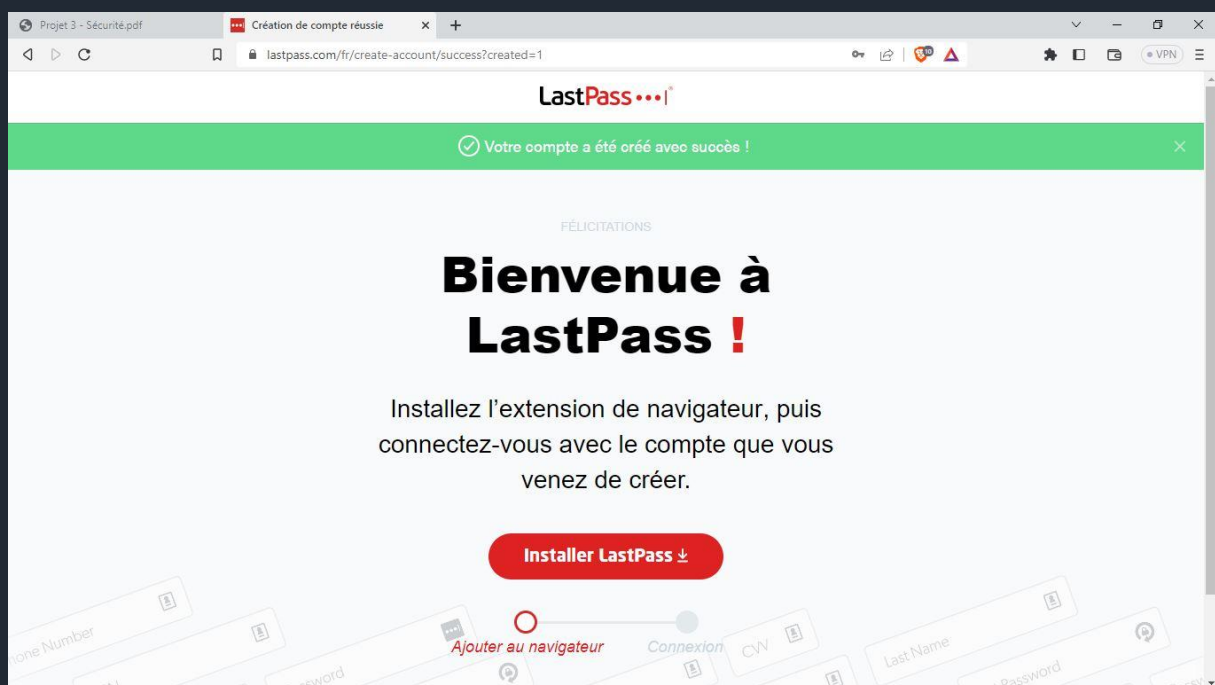 Projet 3 - Sécurité.pdf
Création de compte réussie
lastpass.com/fr/create-account/success?created=1
VPN
LastPass
Votre compte a été créé avec succès !
FÉLICITATIONS
Bienvenue à
LastPass !
Installez l’extension de navigateur, puis
connectez-vous avec le compte que vous
venez de créer.
Installer LastPass
Ajouter au navigateur
Connexion
one Number
CVV
Last Name
sword
Password